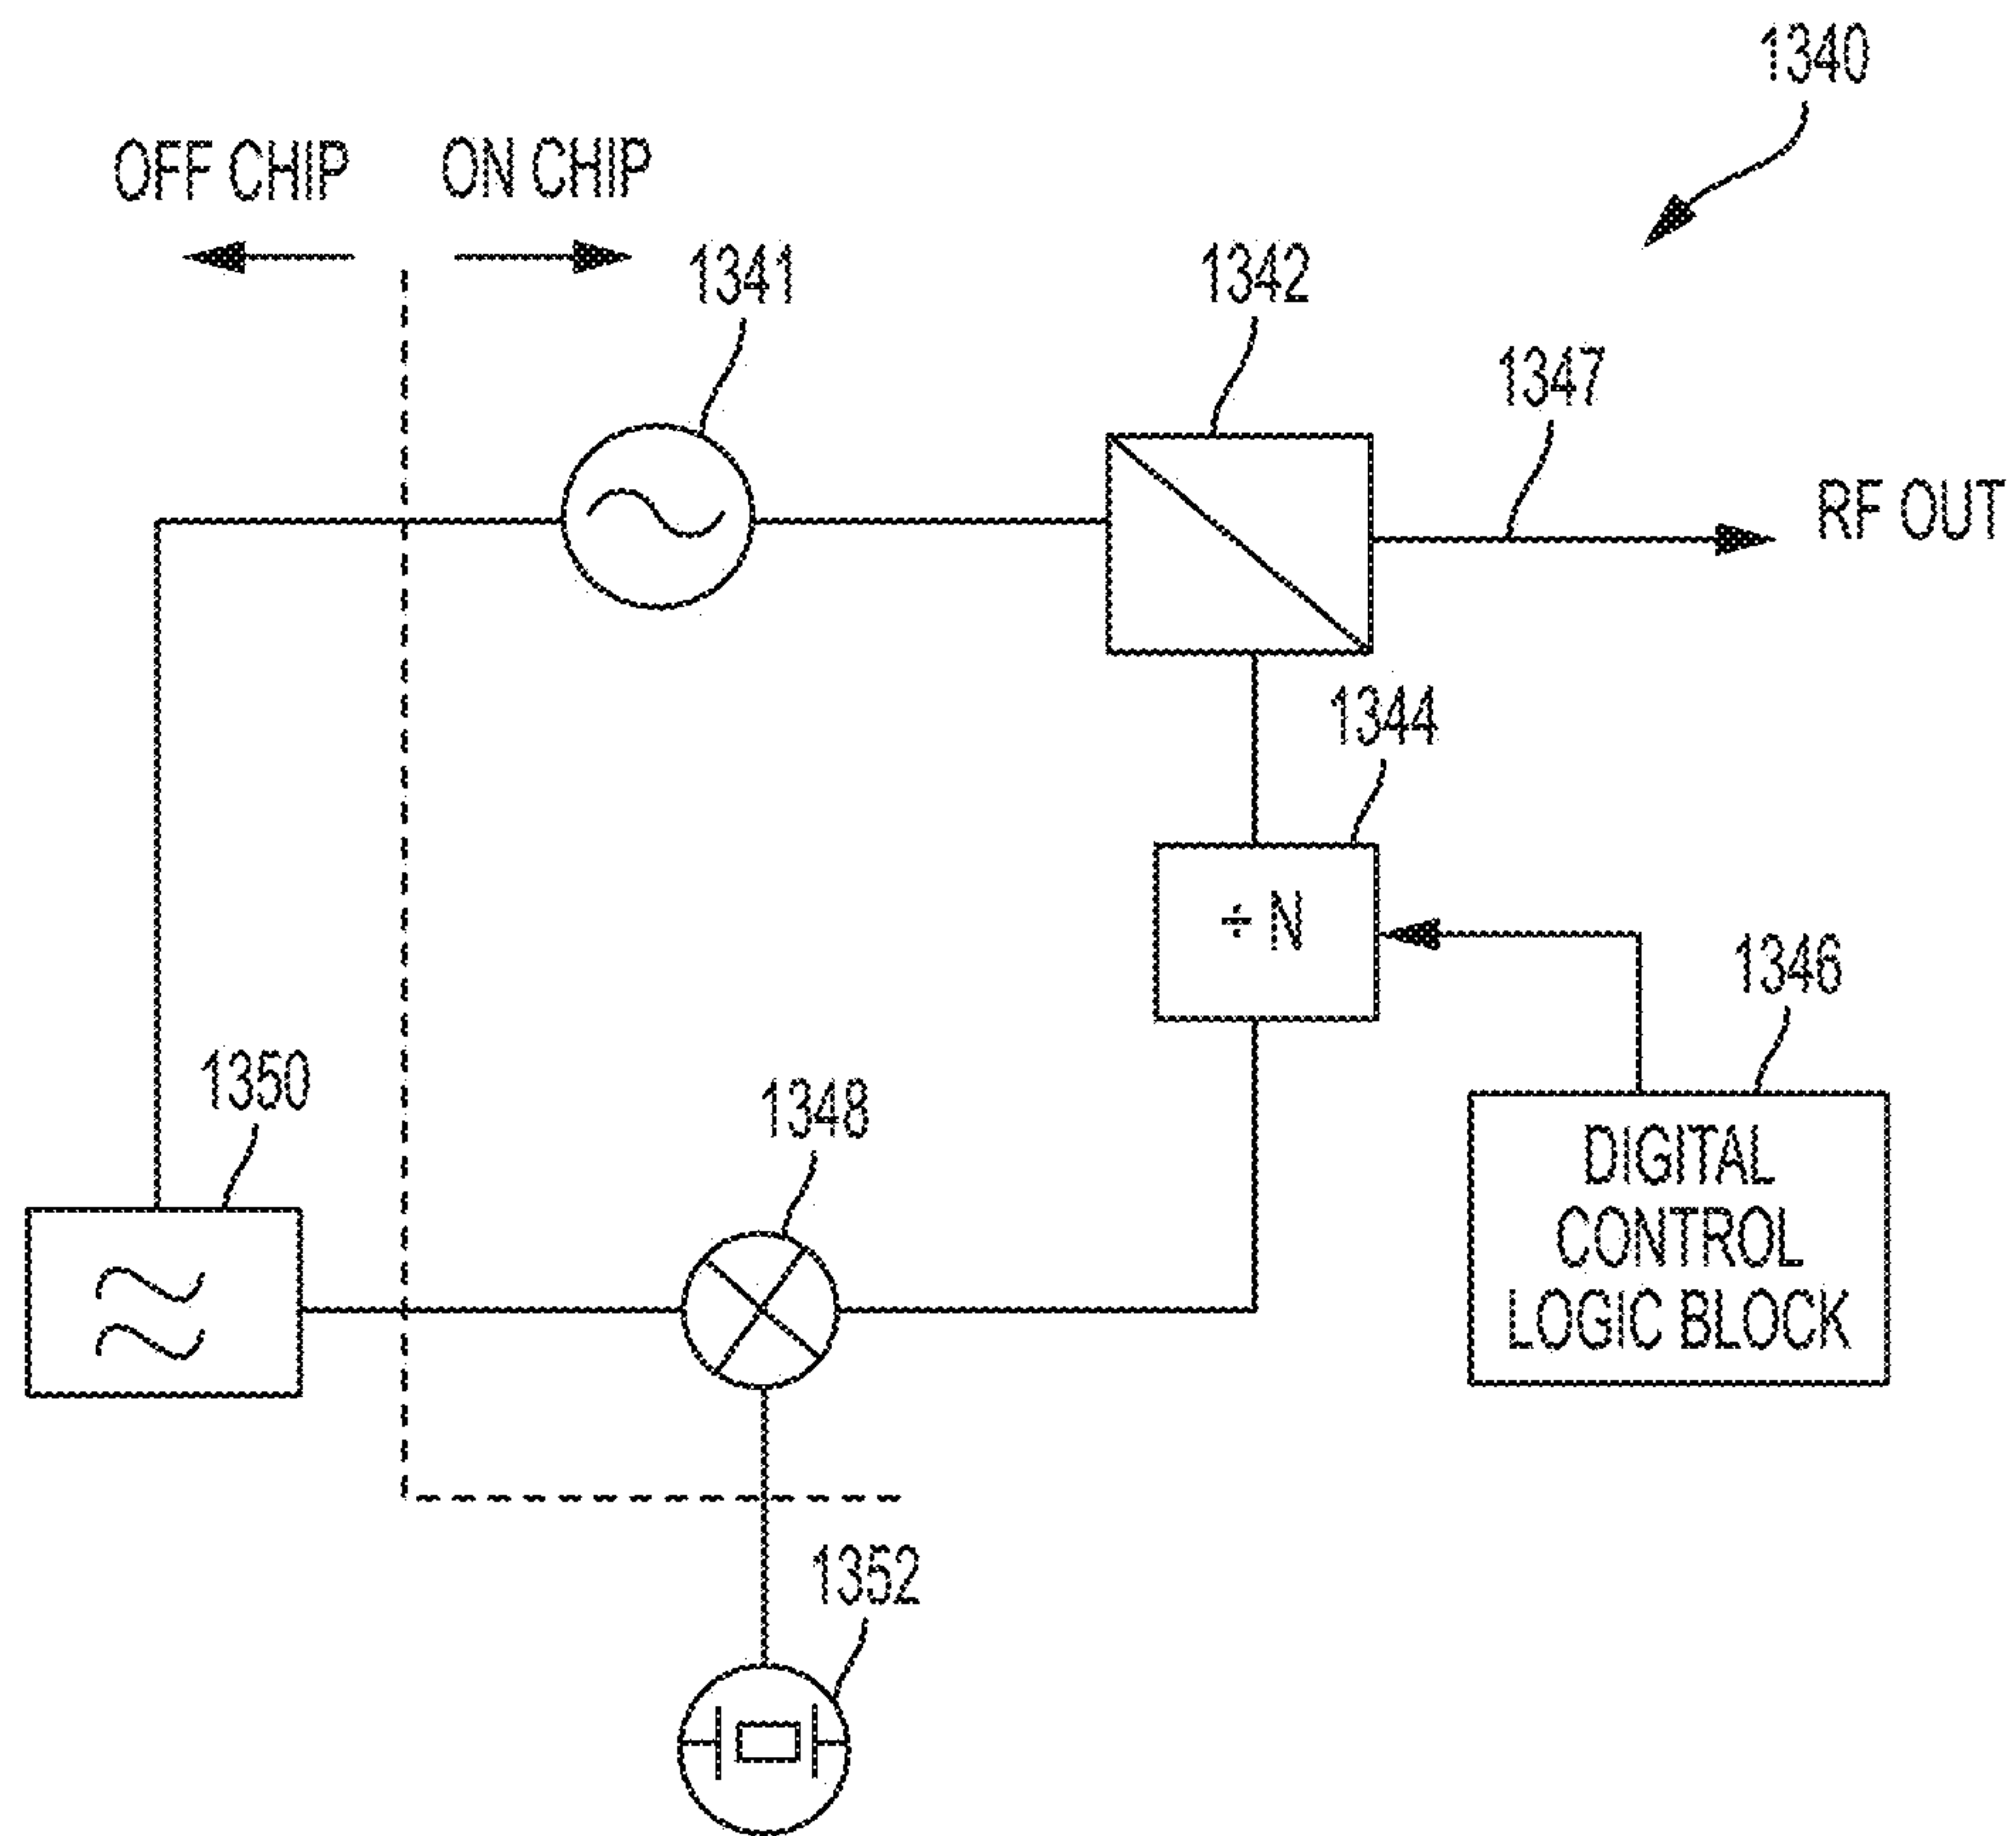 1340
OFF CHIP
ON CHIP
1341
1342
1347
RF OUT
1344
÷ N
1346
1350
1348
DIGITAL
CONTROL
LOGIC BLOCK
1352